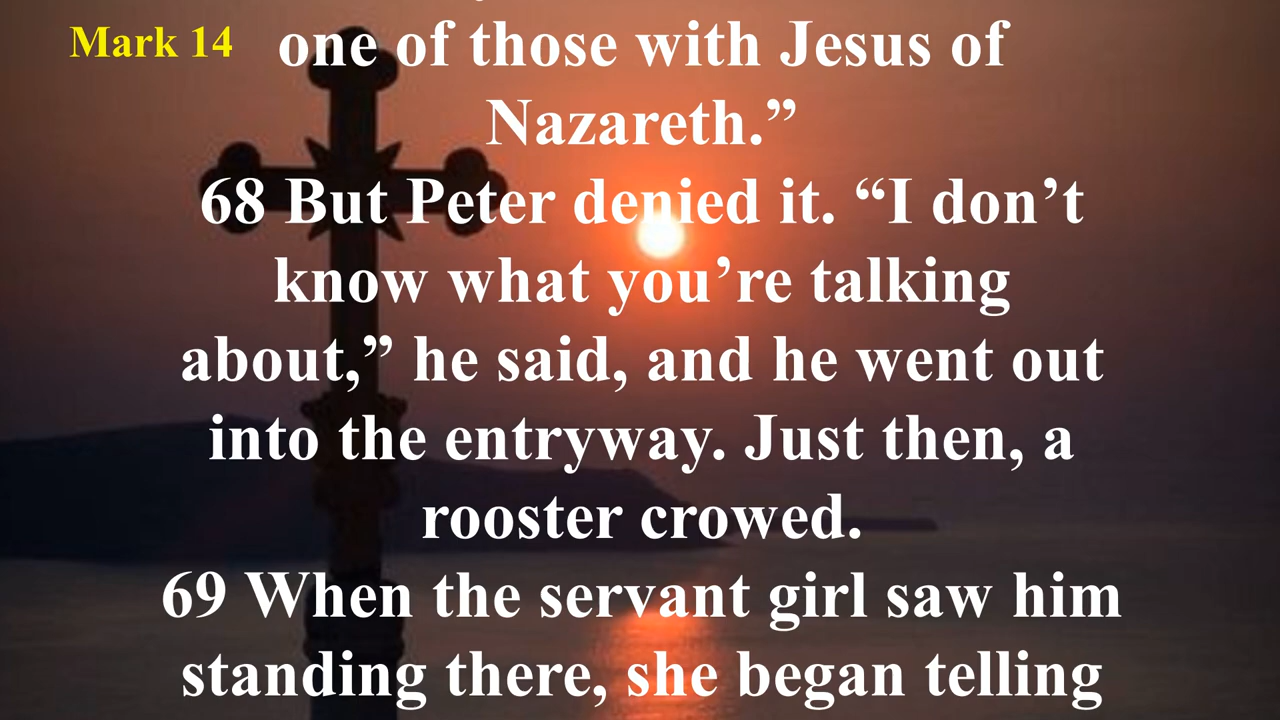 Mark 14
one of those with Jesus of
Nazareth.”
68 But Peter denied it. “I don’t
know what you’re talking
about,” he said, and he went out
into the entryway. Just then, a
rooster crowed.
69 When the servant girl saw him
standing there, she began telling